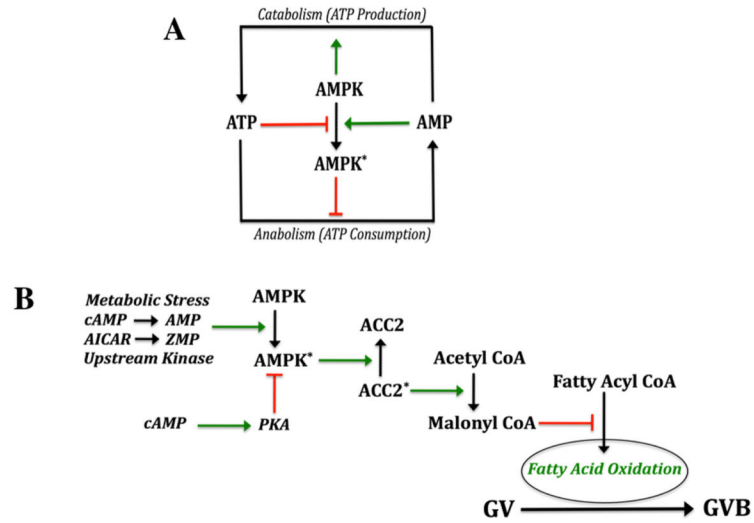 A
Catabolism (ATP Production)
AMPK
ATP
AMP
AMPK*
Anabolism (ATP Consumption)
B
Metabolic Stress
cAMP AMP
AICAR ZMP
Upstream Kinase
AMPK
AMPK*
cAMP PKA
ACC2
ACC2*
Acetyl CoA
Malonyl CoA
Fatty Acyl CoA
Fatty Acid Oxidation
GV GVB